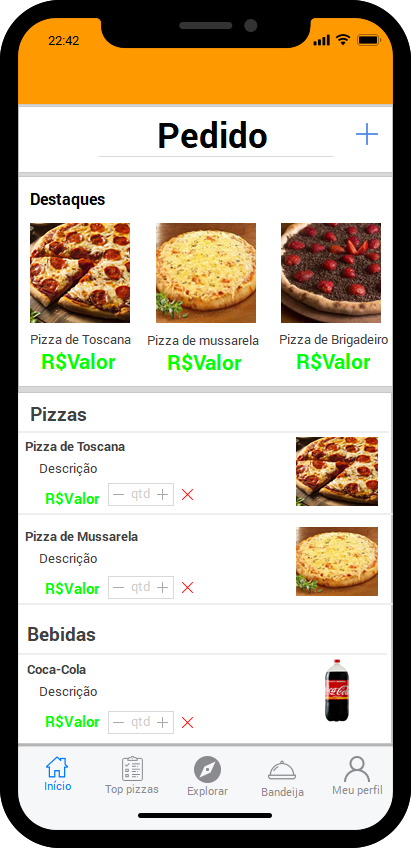 22:42
Pedido
Destaques
Pizza de Toscana
Pizza de mussarela
Pizza de Brigadeiro
R$Valor
R$Valor
R$Valor
Pizzas
Pizza de Toscana
Descrição
R$Valor
qtd
Pizza de Mussarela
Descrição
R$Valor
qtd
Bebidas
Coca-Cola
Descrição
R$Valor
qtd
Início
Top pizzas
Explorar
Bandeija
Meu perfil